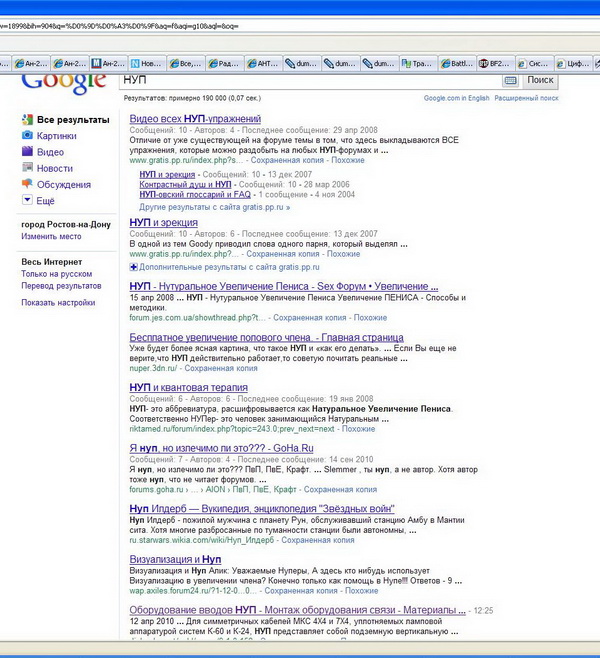 v=1899&bih=904&q=%D0%9D%D0%A3%D0%9F&aq=f&aqi=g10&aql=&oq=
Ан-2... Ан-2... Ан-2... Нов... Все,... Рад... АНТ... dum... dum... dum... Тра... Battl... BF2... Сис... Циф...
Google НУП Поиск
Результатов: примерно 190 000 (0,07 сек.) Google.com in English Расширенный поиск
Все результаты
Картинки
Видео
Новости
Обсуждения
Ещё
город Ростов-на-Дону
Изменить место
Весь Интернет
Только на русском
Перевод результатов
Показать настройки
Видео всех НУП-упражнений
Сообщений: 10 - Авторов: 4 - Последнее сообщение: 29 апр 2008
Отличие от уже существующей на форуме темы в том, что здесь выкладываются ВСЕ
упражнения, которые можно раздобыть на любых НУП-форумах и ...
www.gratis.pp.ru/index.php?s... - Сохраненная копия - Похожие
НУП и эрекция - Сообщений: 10 - 13 дек 2007
Контрастный душ и НУП - Сообщений: 10 - 28 мар 2006
НУП-овский глоссарий и FAQ - 1 сообщение - 4 ноя 2004
Другие результаты с сайта gratis.pp.ru »
НУП и эрекция
Сообщений: 10 - Авторов: 6 - Последнее сообщение: 13 дек 2007
В одной из тем Goody приводил слова одного парня, который выделял ...
www.gratis.pp.ru/index.php?... - Сохраненная копия - Похожие
Дополнительные результаты с сайта gratis.pp.ru
НУП - Нутуральное Увеличение Пениса - Sex Форум • Увеличение ...
15 апр 2008 ... НУП - Нутуральное Увеличение Пениса Увеличение ПЕНИСА - Способы и
методики.
forum.jes.com.ua/showthread.php?t... - Сохраненная копия - Похожие
Бесплатное увеличение полового члена. - Главная страница
Уже будет более ясная картина, что такое НУП и «как его делать». ... Если Вы еще не
верите,что НУП действительно работает,то советую почитать реальные ...
nuper.3dn.ru/ - Сохраненная копия
НУП и квантовая терапия
Сообщений: 6 - Авторов: 6 - Последнее сообщение: 19 янв 2008
НУП- это аббревиатура, расшифровывается как Натуральное Увеличение Пениса.
Соответственно НУПер- это человек занимающийся Натуральным ...
riktamed.ru/forum/index.php?topic=243.0;prev_next=next - Похожие
Я нуп, но излечимо ли это??? - GoHa.Ru
Сообщений: 7 - Авторов: 4 - Последнее сообщение: 14 сен 2010
Я нуп, но излечимо ли это??? ПвП, ПвЕ, Крафт. ... Slemmer , ты нуп, а не автор. Хотя автор
тоже нуп, что не читает форумов. ...
forums.goha.ru › ... › AION › ПвП, ПвЕ, Крафт - Сохраненная копия
Нуп Илдерб — Вукипедия, энциклопедия "Звёздных войн"
Нуп Илдерб - пожилой мужчина с планету Рун, обслуживавший станцию Амбу в Мантии
сита. Хотя многие разбросанные по туманности станции были автономны, ...
ru.starwars.wikia.com/wiki/Нуп_Илдерб - Сохраненная копия
Визуализация и Нуп
Визуализация и Нуп Алик: Уважаемые Нуперы, А здесь кто нибудь использует
Визуализацию в увеличении члена? Конечно только как помощь в Нупе!!! Ответов - 9 ...
wap.axiles.forum24.ru/?1-12-0...0... - Сохраненная копия - Похожие
Оборудование вводов НУП - Монтаж оборудования связи - Материалы ... - 12:25
12 апр 2010 ... Для симметричных кабелей МКС 4Х4 и 7Х4, уплотняемых ламповой
аппаратурой систем К-60 и К-24, НУП представляет собой подземную вертикальную ...